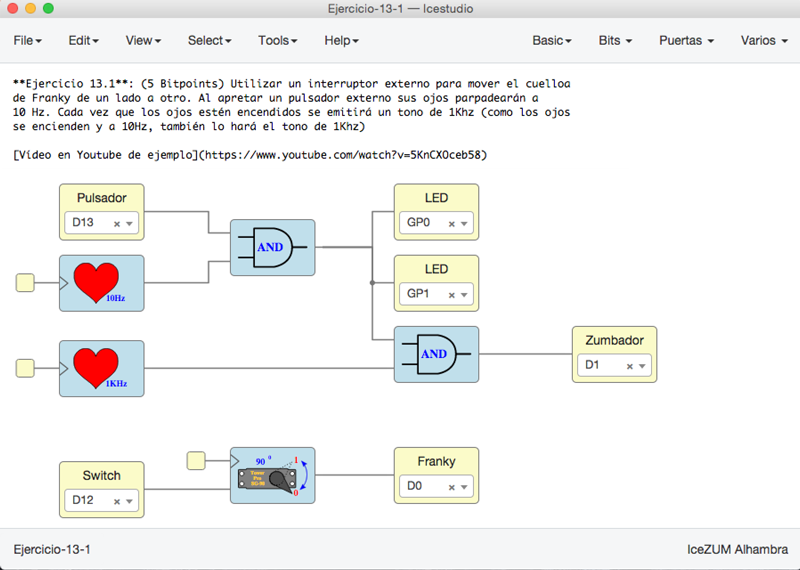 Ejercicio-13-1 — Icestudio
File Edit View Select Tools Help Basic Bits Puertas Varios
**Ejercicio 13.1**: (5 Bitpoints) Utilizar un interruptor externo para mover el cuelloa
de Franky de un lado a otro. Al apretar un pulsador externo sus ojos parpadearán a
10 Hz. Cada vez que los ojos estén encendidos se emitirá un tono de 1Khz (como los ojos
se encienden y a 10Hz, también lo hará el tono de 1Khz)
[Vídeo en Youtube de ejemplo](https://www.youtube.com/watch?v=5KnCXOceb58)
Pulsador
D13
AND
LED
GP0
10Hz
LED
GP1
1KHz
AND
Zumbador
D1
Switch
D12
90 °
1
Tower
Pro
SG-90
0
Franky
D0
Ejercicio-13-1
IceZUM Alhambra